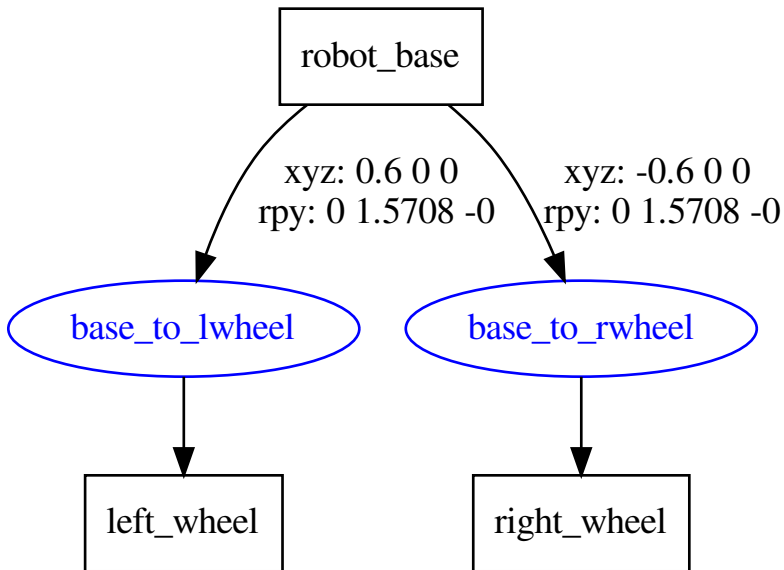 robot_base
xyz: 0.6 0 0
rpy: 0 1.5708 -0
xyz: -0.6 0 0
rpy: 0 1.5708 -0
base_to_lwheel
base_to_rwheel
left_wheel
right_wheel